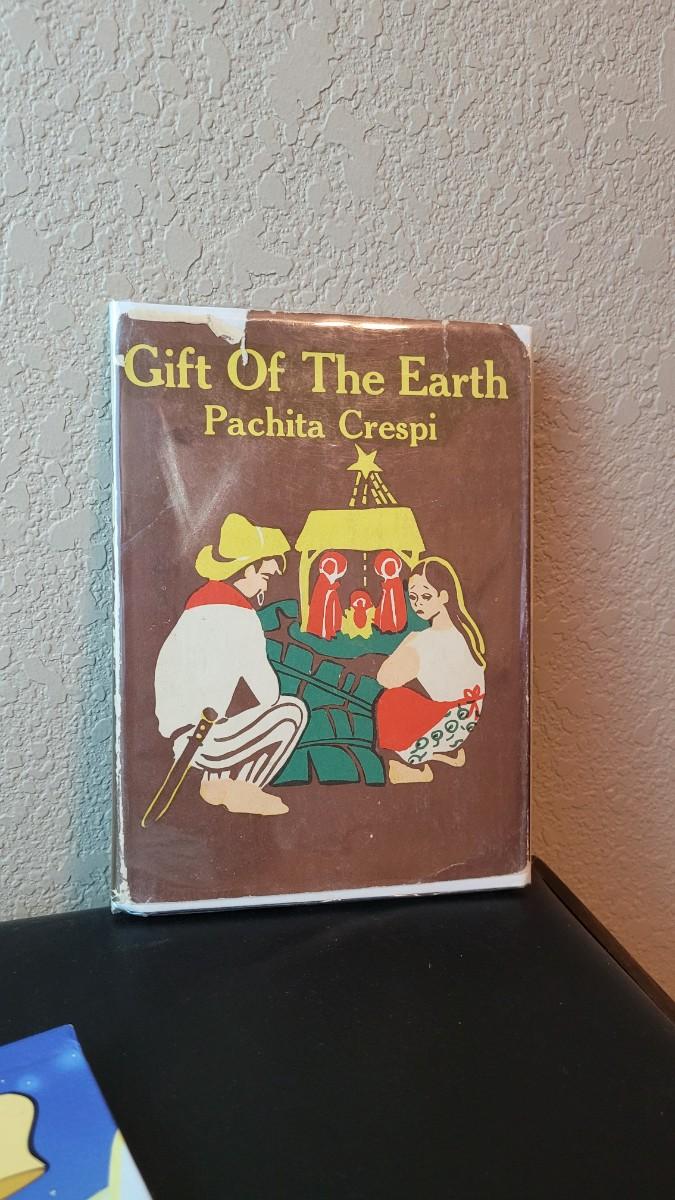 Gift Of The Earth
Pachita Crespi